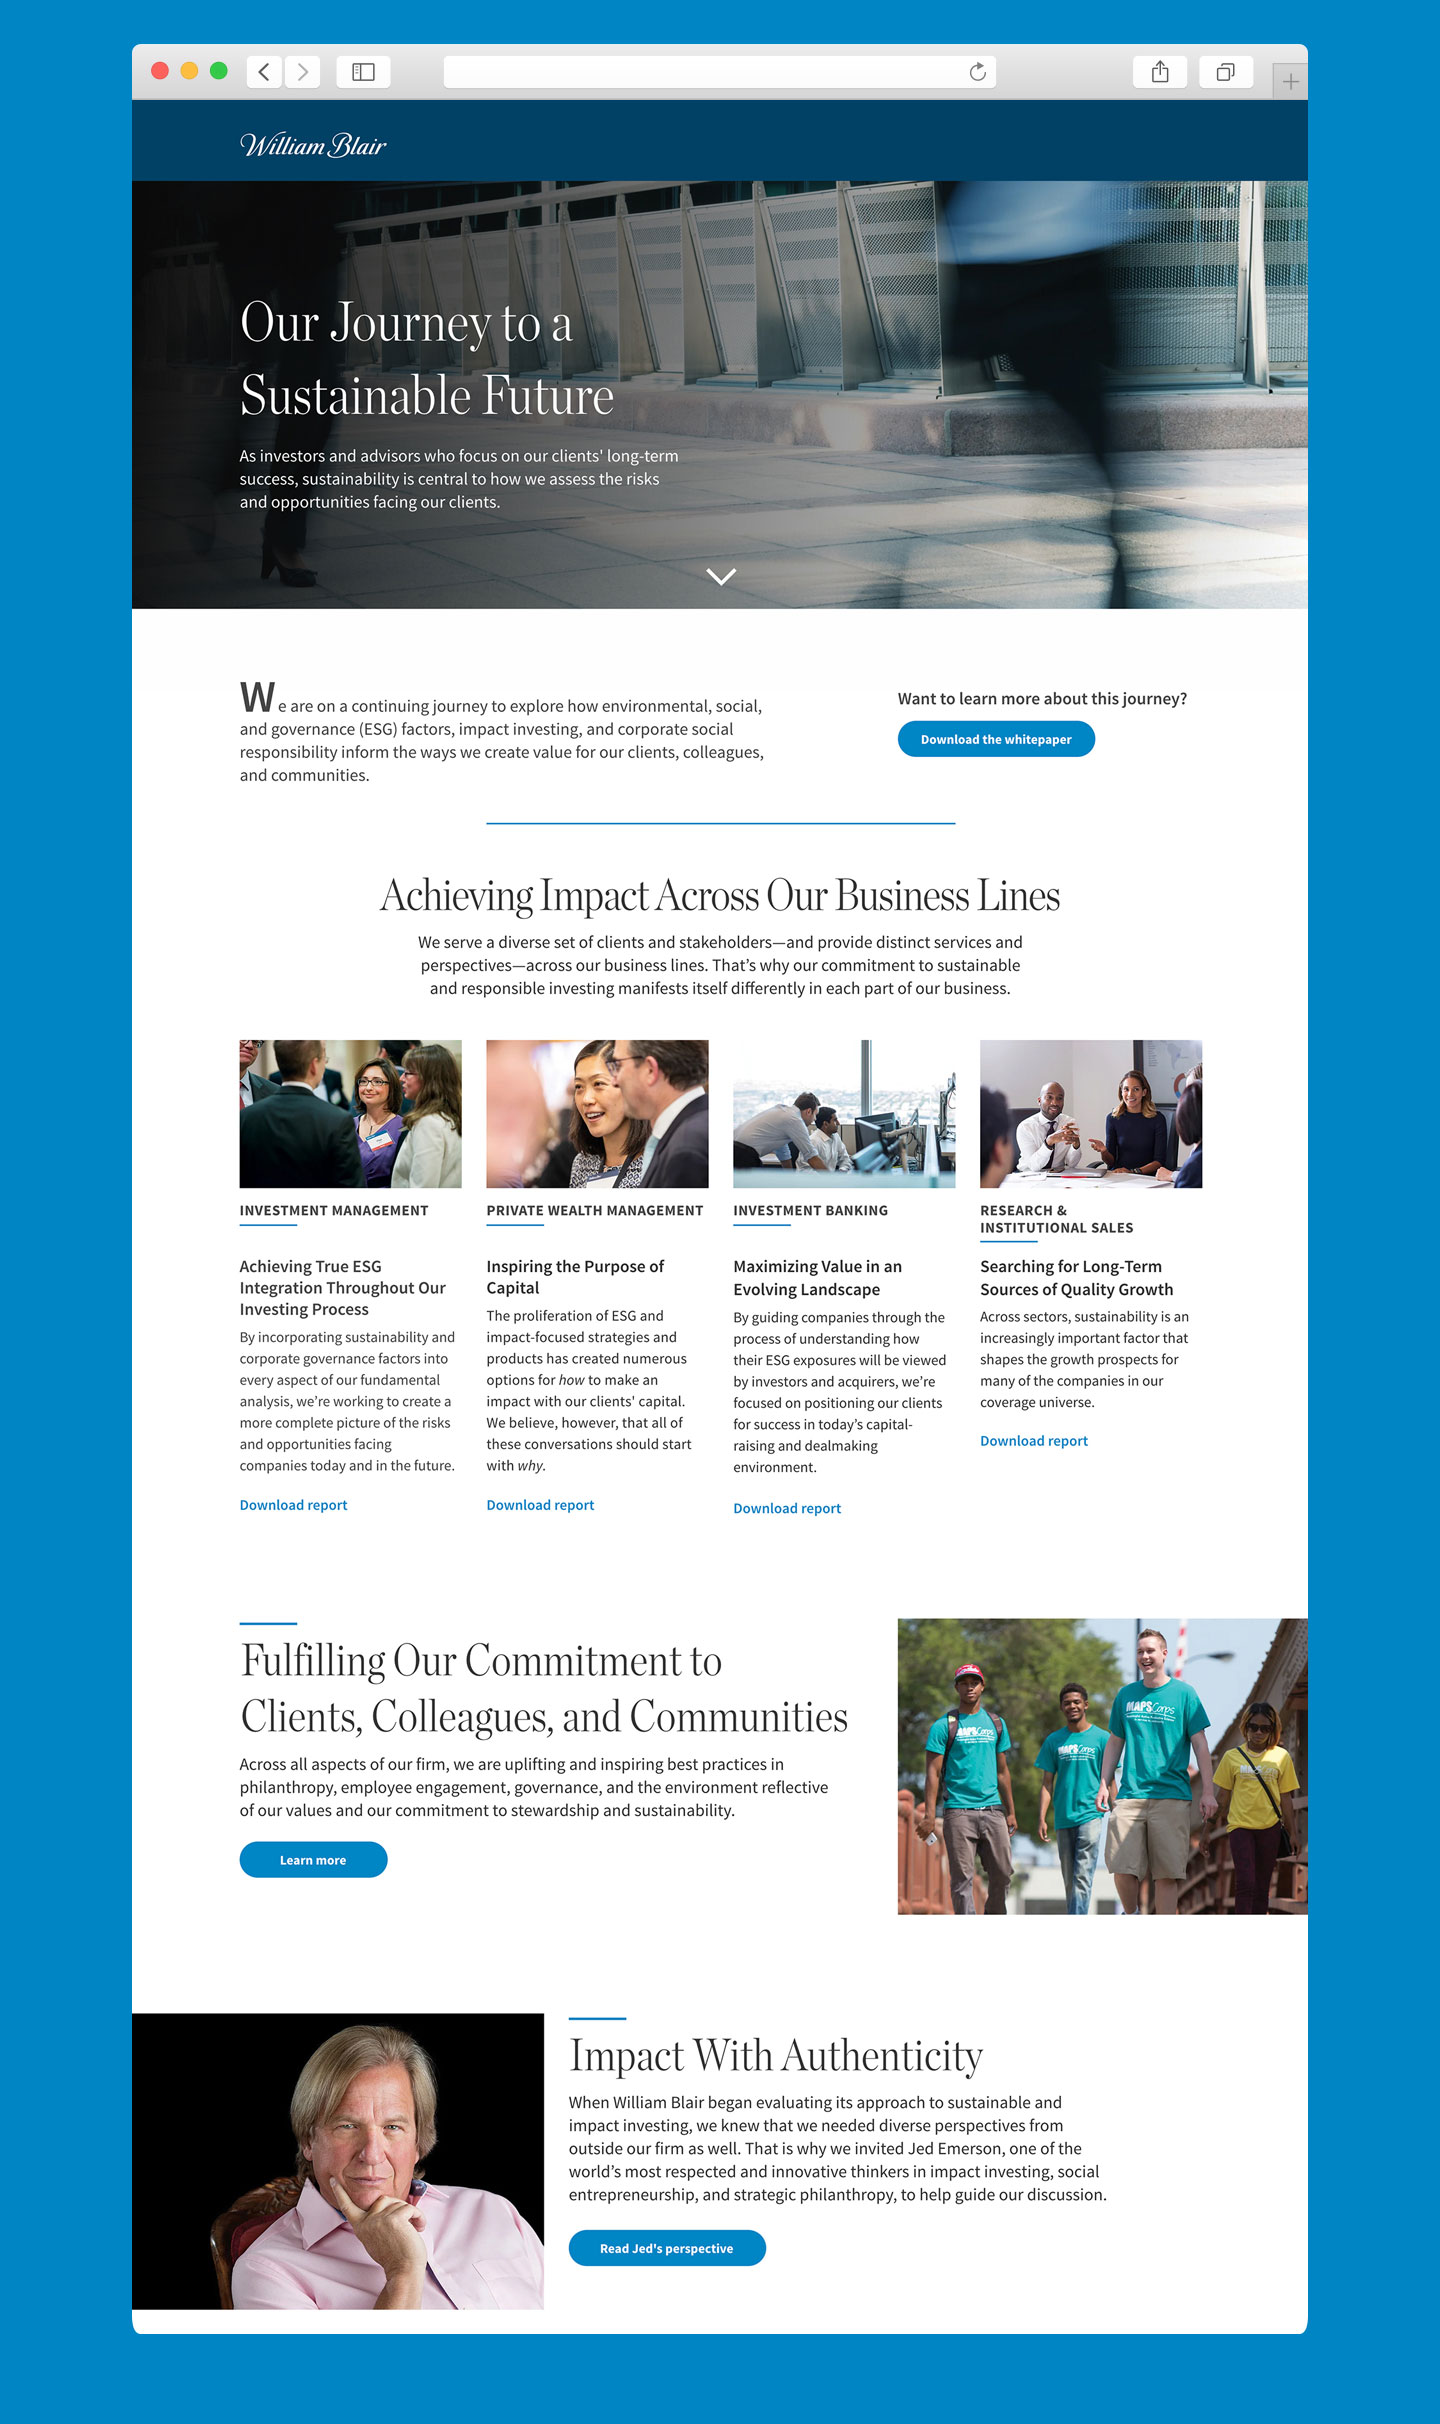 William Blair
Our Journey to a
Sustainable Future
As investors and advisors who focus on our clients' long-term
success, sustainability is central to how we assess the risks
and opportunities facing our clients.
We are on a continuing journey to explore how environmental, social,
and governance (ESG) factors, impact investing, and corporate social
responsibility inform the ways we create value for our clients, colleagues,
and communities.
Want to learn more about this journey?
Download the whitepaper
Achieving Impact Across Our Business Lines
We serve a diverse set of clients and stakeholders—and provide distinct services and
perspectives—across our business lines. That’s why our commitment to sustainable
and responsible investing manifests itself differently in each part of our business.
INVESTMENT MANAGEMENT
Achieving True ESG
Integration Throughout Our
Investing Process
By incorporating sustainability and
corporate governance factors into
every aspect of our fundamental
analysis, we’re working to create a
more complete picture of the risks
and opportunities facing
companies today and in the future.
Download report
PRIVATE WEALTH MANAGEMENT
Inspiring the Purpose of
Capital
The proliferation of ESG and
impact-focused strategies and
products has created numerous
options for how to make an
impact with our clients' capital.
We believe, however, that all of
these conversations should start
with why.
Download report
INVESTMENT BANKING
Maximizing Value in an
Evolving Landscape
By guiding companies through the
process of understanding how
their ESG exposures will be viewed
by investors and acquirers, we’re
focused on positioning our clients
for success in today’s capital-
raising and dealmaking
environment.
Download report
RESEARCH &
INSTITUTIONAL SALES
Searching for Long-Term
Sources of Quality Growth
Across sectors, sustainability is an
increasingly important factor that
shapes the growth prospects for
many of the companies in our
coverage universe.
Download report
Fulfilling Our Commitment to
Clients, Colleagues, and Communities
Across all aspects of our firm, we are uplifting and inspiring best practices in
philanthropy, employee engagement, governance, and the environment reflective
of our values and our commitment to stewardship and sustainability.
Learn more
MAPSCorps
MAPSCorps
MAPSCorps
MAPSCorps
Impact With Authenticity
When William Blair began evaluating its approach to sustainable and
impact investing, we knew that we needed diverse perspectives from
outside our firm as well. That is why we invited Jed Emerson, one of the
world’s most respected and innovative thinkers in impact investing, social
entrepreneurship, and strategic philanthropy, to help guide our discussion.
Read Jed's perspective